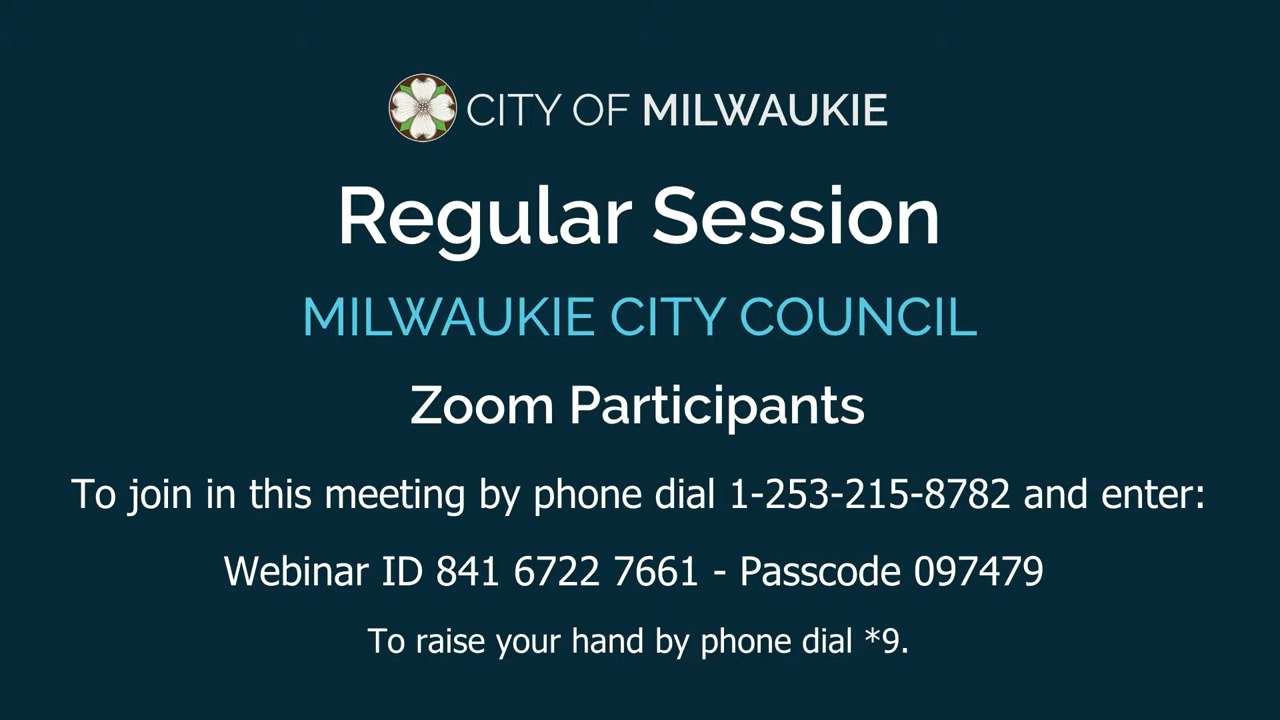 CITY OF MILWAUKIE
Regular Session
MILWAUKIE CITY COUNCIL
Zoom Participants
To join in this meeting by phone dial 1-253-215-8782 and enter:
Webinar ID 841 6722 7661 - Passcode 097479
To raise your hand by phone dial *9.